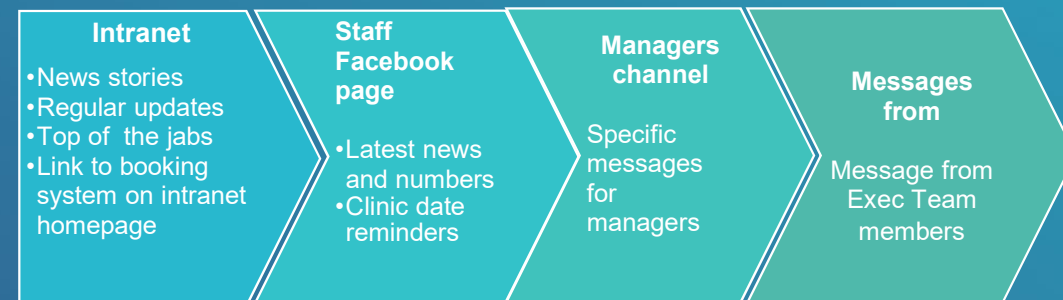 Intranet
•News stories
•Regular updates
•Top of the jabs
•Link to booking
system on intranet
homepage
Staff
Facebook
page
•Latest news
and numbers
•Clinic date
reminders
Managers
channel
Specific
messages
for
managers
Messages
from
Message from
Exec Team
members